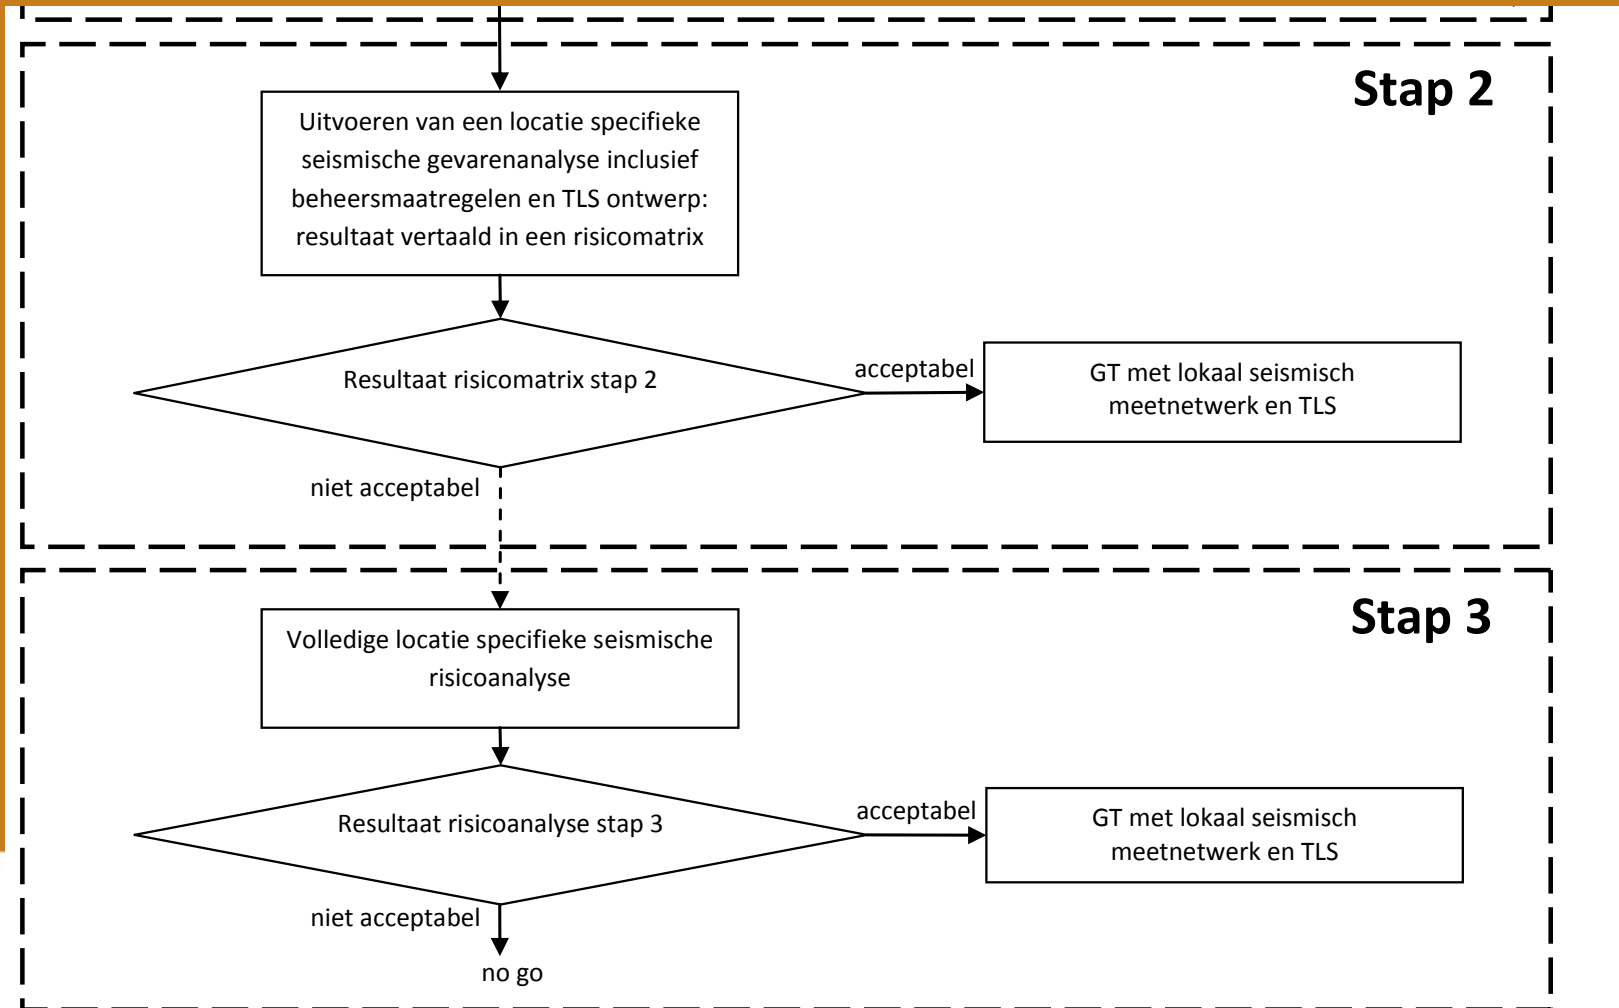 Stap 2
Uitvoeren van een locatie specifieke
seismische gevarenanalyse inclusief
beheersmaatregelen en TLS ontwerp:
resultaat vertaald in een risicomatrix
Resultaat risicomatrix stap 2
acceptabel
GT met lokaal seismisch
meetnetwerk en TLS
niet acceptabel
Stap 3
Volledige locatie specifieke seismische
risicoanalyse
Resultaat risicoanalyse stap 3
acceptabel
GT met lokaal seismisch
meetnetwerk en TLS
niet acceptabel
no go